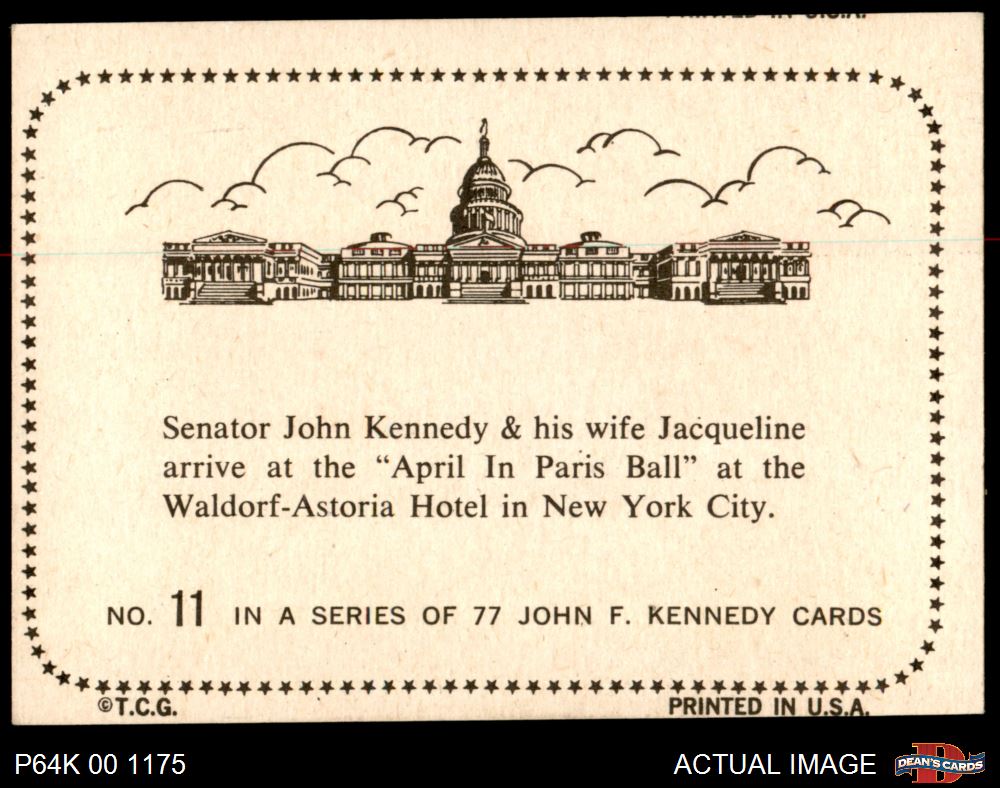 PRINTED IN U.S.A.
Senator John Kennedy & his wife Jacqueline
arrive at the “April In Paris Ball” at the
Waldorf-Astoria Hotel in New York City.
NO. 11 IN A SERIES OF 77 JOHN F. KENNEDY CARDS
©T.C.G. PRINTED IN U.S.A.
P64K 00 1175 ACTUAL IMAGE DEAN'S CARDS